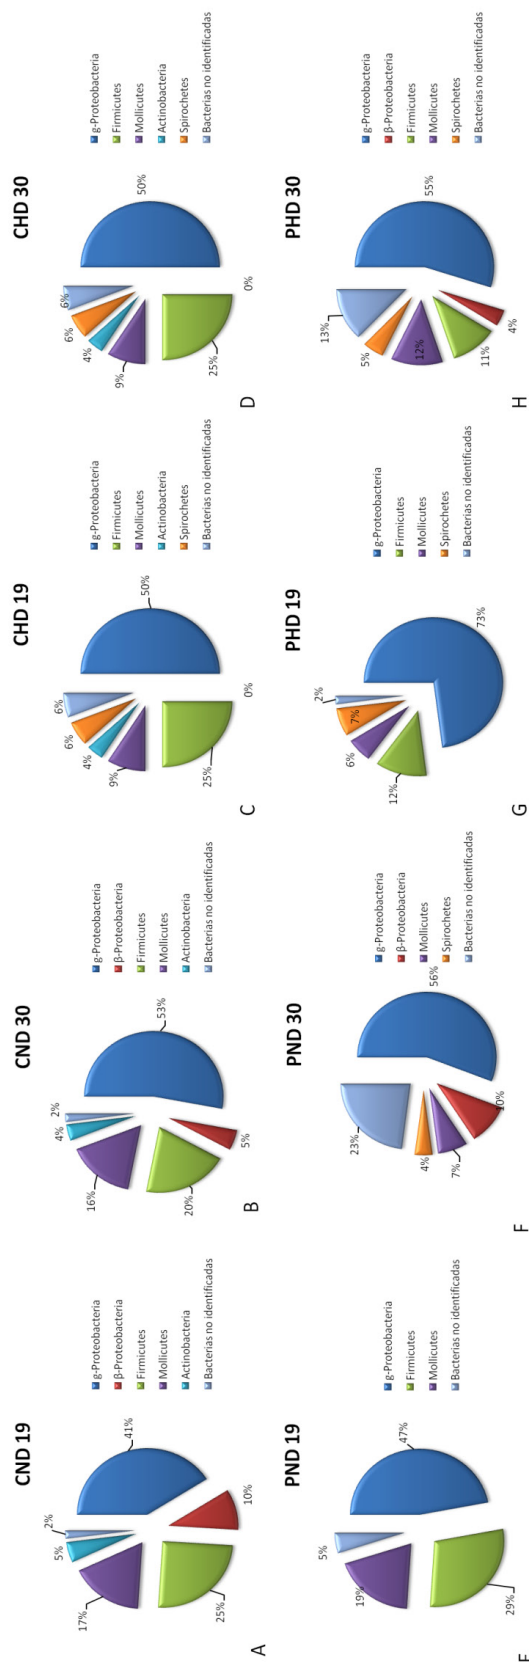 CND 19
41%
10%
25%
17%
5%
2%
g-Proteobacteria
β-Proteobacteria
Firmicutes
Mollicutes
Actinobacteria
Bacterias no identificadas
A
CND 30
53%
5%
20%
16%
4%
2%
g-Proteobacteria
β-Proteobacteria
Firmicutes
Mollicutes
Actinobacteria
Bacterias no identificadas
B
CHD 19
50%
0%
25%
9%
4%
6%
6%
g-Proteobacteria
Firmicutes
Mollicutes
Actinobacteria
Spirochetes
Bacterias no identificadas
C
CHD 30
50%
0%
25%
9%
4%
6%
6%
g-Proteobacteria
Firmicutes
Mollicutes
Actinobacteria
Spirochetes
Bacterias no identificadas
D
PND 19
47%
29%
19%
5%
g-Proteobacteria
Firmicutes
Mollicutes
Bacterias no identificadas
E
PND 30
56%
10%
7%
4%
23%
g-Proteobacteria
β-Proteobacteria
Mollicutes
Spirochetes
Bacterias no identificadas
F
PHD 19
73%
12%
6%
7%
2%
g-Proteobacteria
Firmicutes
Mollicutes
Spirochetes
Bacterias no identificadas
G
PHD 30
55%
4%
11%
12%
5%
13%
g-Proteobacteria
β-Proteobacteria
Firmicutes
Mollicutes
Spirochetes
Bacterias no identificadas
H